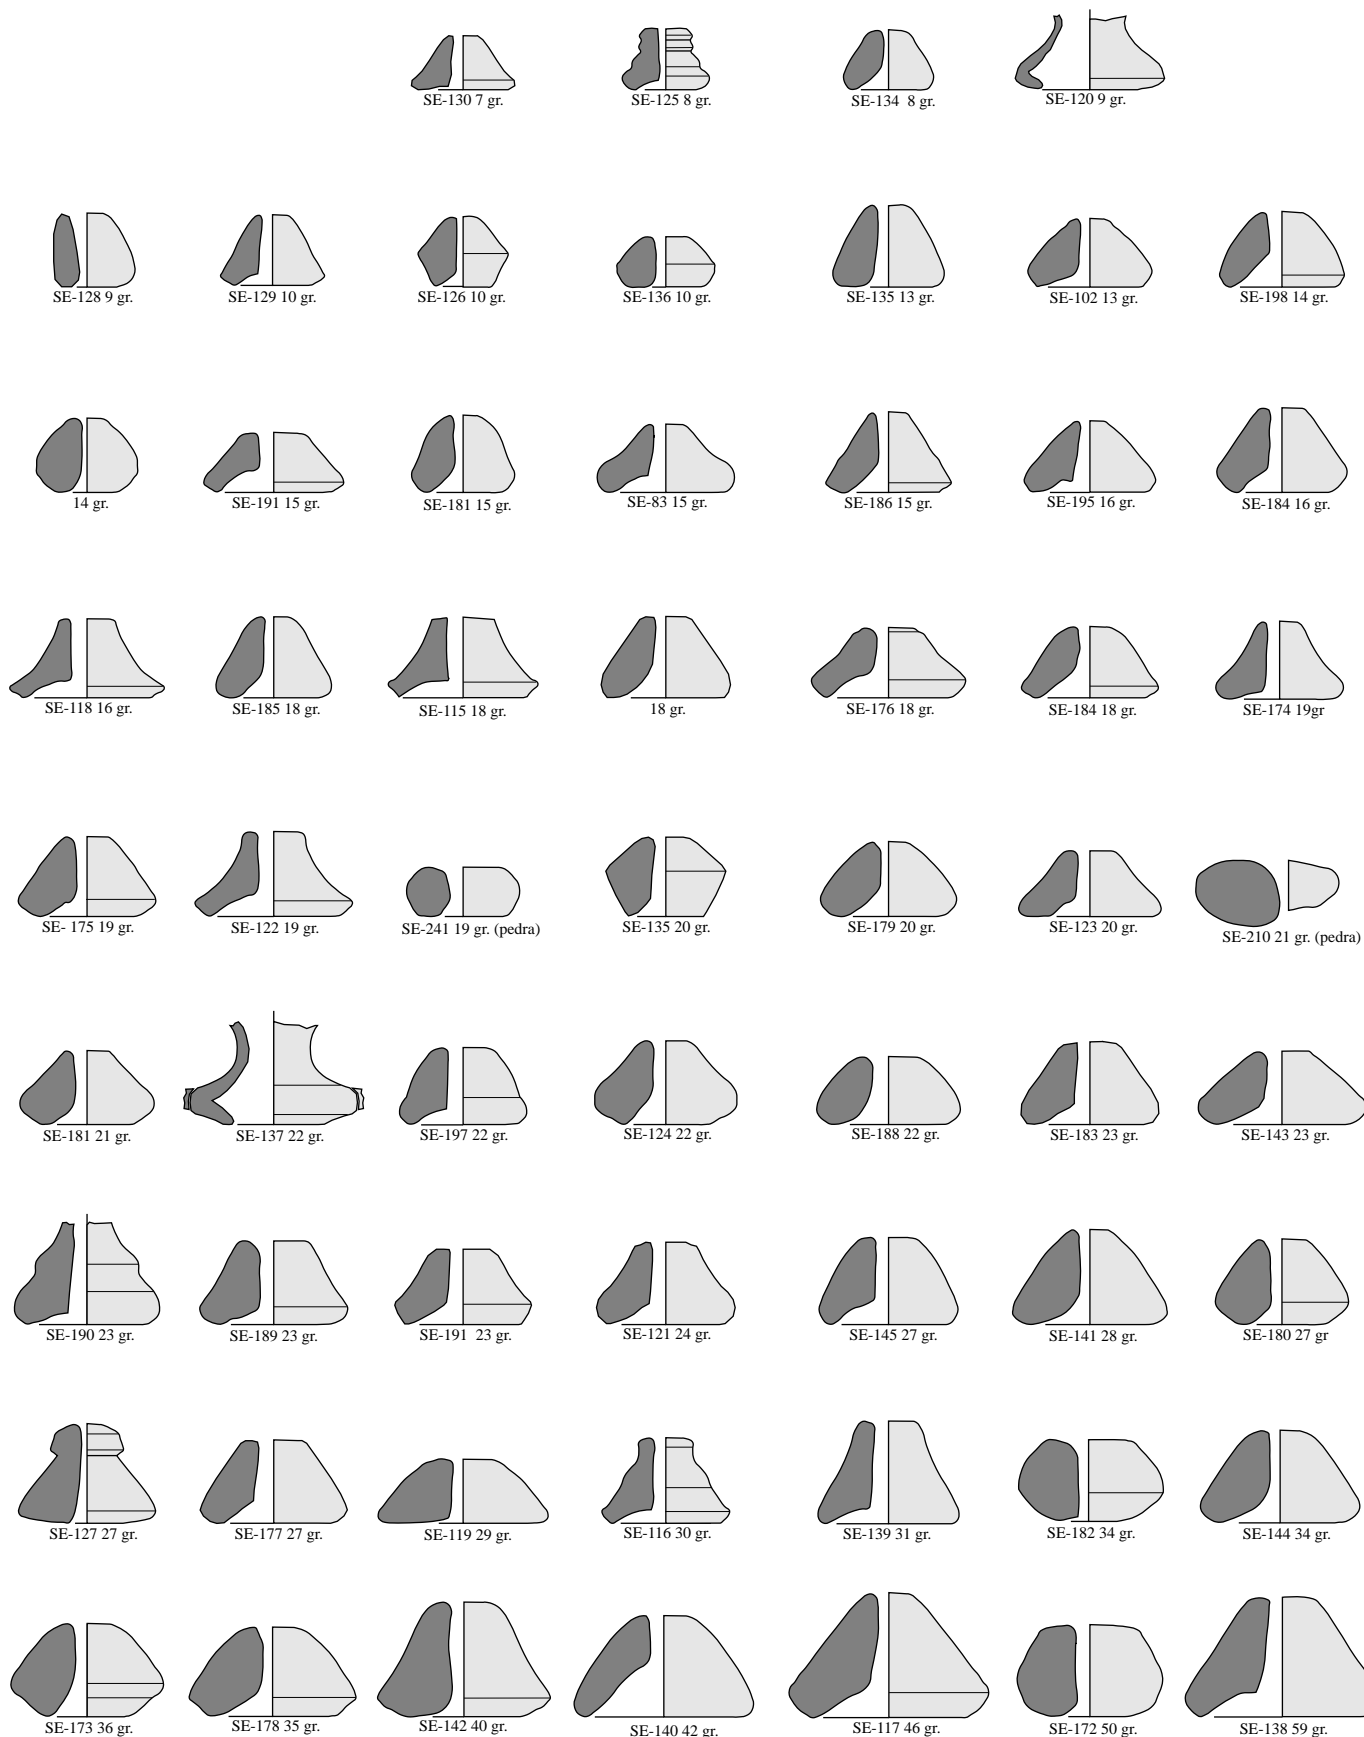 SE-130 7 gr.
SE-125 8 gr.
SE-134 8 gr.
SE-120 9 gr.
SE-128 9 gr.
SE-129 10 gr.
SE-126 10 gr.
SE-136 10 gr.
SE-135 13 gr.
SE-102 13 gr.
SE-198 14 gr.
14 gr.
SE-191 15 gr.
SE-181 15 gr.
SE-83 15 gr.
SE-186 15 gr.
SE-195 16 gr.
SE-184 16 gr.
SE-118 16 gr.
SE-185 18 gr.
SE-115 18 gr.
18 gr.
SE-176 18 gr.
SE-184 18 gr.
SE-174 19gr
SE- 175 19 gr.
SE-122 19 gr.
SE-241 19 gr. (pedra)
SE-135 20 gr.
SE-179 20 gr.
SE-123 20 gr.
SE-210 21 gr. (pedra)
SE-181 21 gr.
SE-137 22 gr.
SE-197 22 gr.
SE-124 22 gr.
SE-188 22 gr.
SE-183 23 gr.
SE-143 23 gr.
SE-190 23 gr.
SE-189 23 gr.
SE-191 23 gr.
SE-121 24 gr.
SE-145 27 gr.
SE-141 28 gr.
SE-180 27 gr
SE-127 27 gr.
SE-177 27 gr.
SE-119 29 gr.
SE-116 30 gr.
SE-139 31 gr.
SE-182 34 gr.
SE-144 34 gr.
SE-173 36 gr.
SE-178 35 gr.
SE-142 40 gr.
SE-140 42 gr.
SE-117 46 gr.
SE-172 50 gr.
SE-138 59 gr.